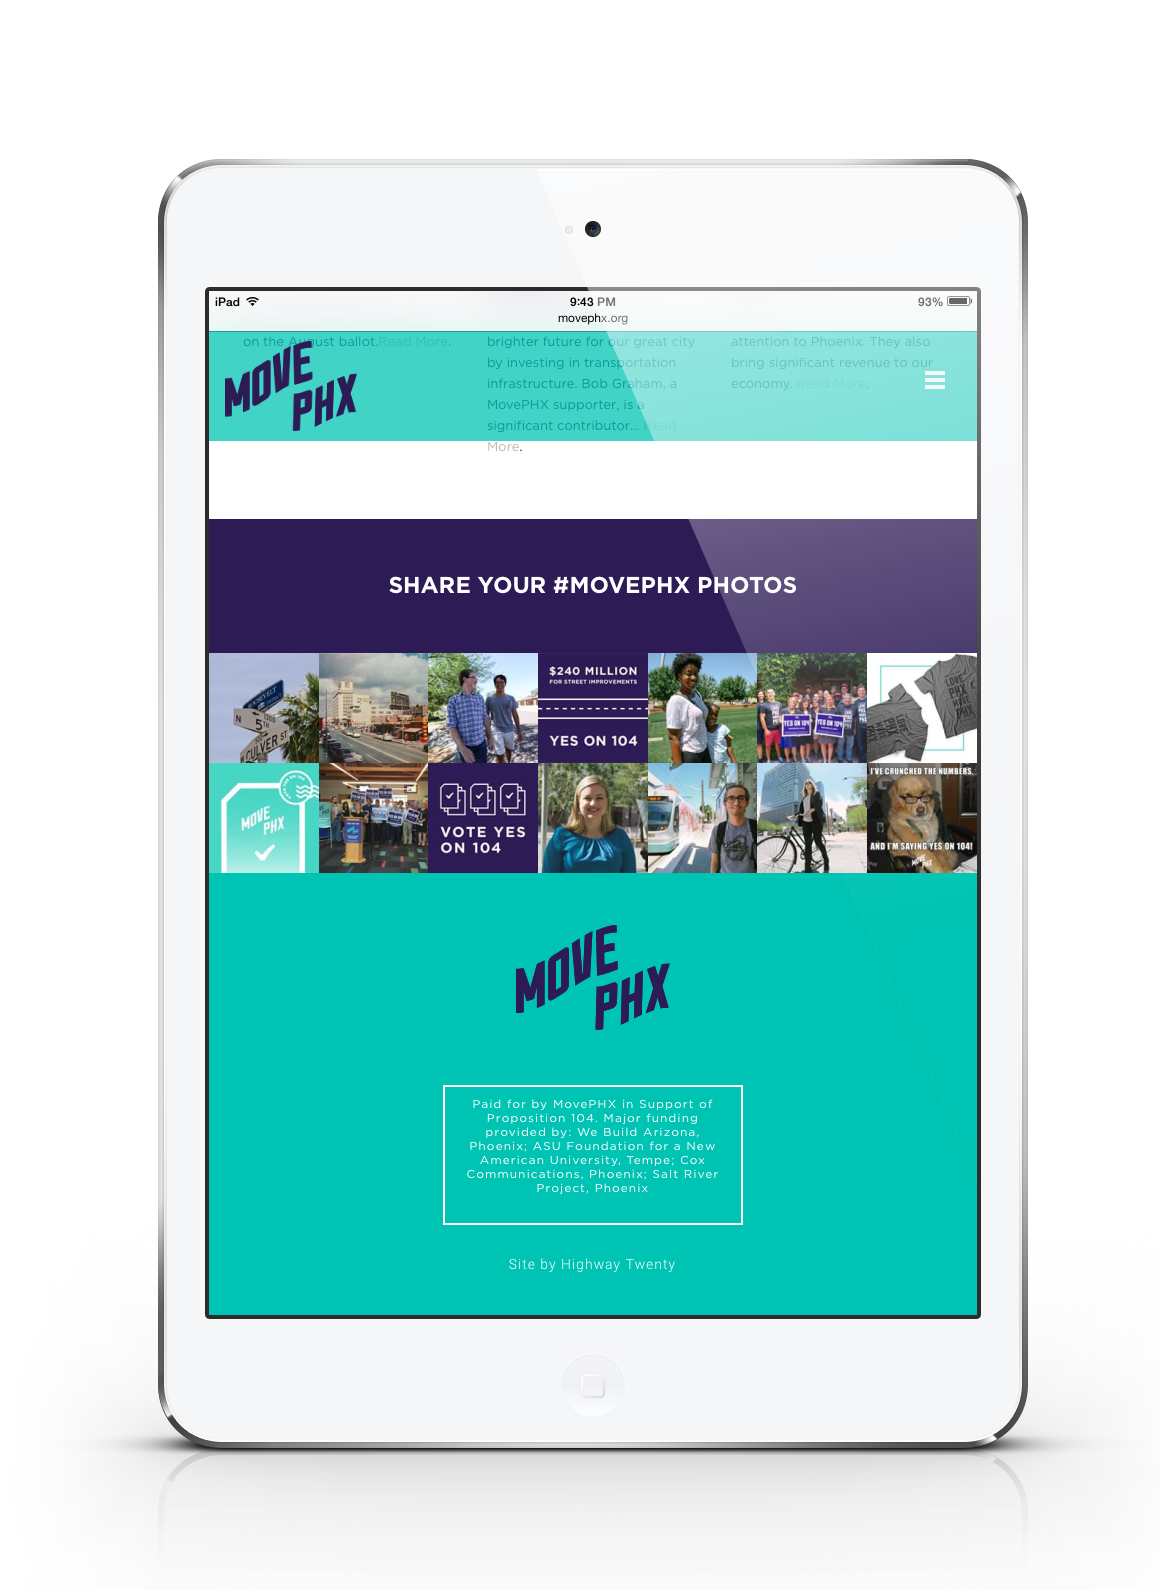 iPad
9:43 PM
93%
movephx.org
on the August ballot.Read More.
brighter future for our great city
by investing in transportation
infrastructure. Bob Graham, a
MovePHX supporter, is a
significant contributor... Read
More.
attention to Phoenix. They also
bring significant revenue to our
economy. Read More.
MOVE
PHX
SHARE YOUR #MOVEPHX PHOTOS
N 5TH
CULVER ST
$240 MILLION
FOR STREET IMPROVEMENTS
YES ON 104
YES ON 104
YES ON 104
LOVE
PHX
MOVE
PHX
MOVE
PHX
VOTE YES
ON 104
I'VE CRUNCHED THE NUMBERS,
AND I'M SAYING YES ON 104!
MOVE
PHX
MOVE
PHX
Paid for by MovePHX in Support of
Proposition 104. Major funding
provided by: We Build Arizona,
Phoenix; ASU Foundation for a New
American University, Tempe; Cox
Communications, Phoenix; Salt River
Project, Phoenix
Site by Highway Twenty